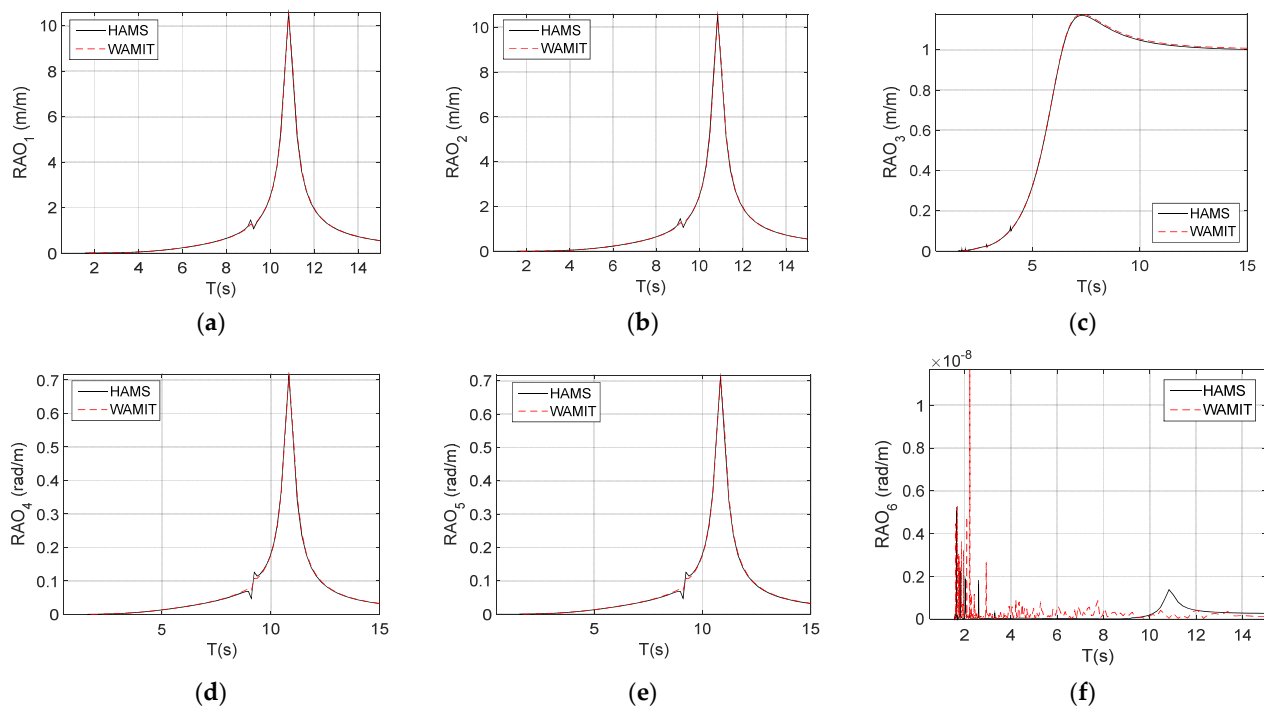 10
8
6
4
2
0
RAO1 (m/m)
HAMS
WAMIT
2 4 6 8 10 12 14
T(s)
(a)
10
8
6
4
2
0
RAO2 (m/m)
HAMS
WAMIT
2 4 6 8 10 12 14
T(s)
(b)
1
0.8
0.6
0.4
0.2
0
RAO3 (m/m)
HAMS
WAMIT
5 10 15
T(s)
(c)
0.7
0.6
0.5
0.4
0.3
0.2
0.1
0
RAO4 (rad/m)
HAMS
WAMIT
5 10 15
T(s)
(d)
0.7
0.6
0.5
0.4
0.3
0.2
0.1
0
RAO5 (rad/m)
HAMS
WAMIT
5 10 15
T(s)
(e)
×10-8
1
0.8
0.6
0.4
0.2
0
RAO6 (rad/m)
HAMS
WAMIT
2 4 6 8 10 12 14
T(s)
(f)